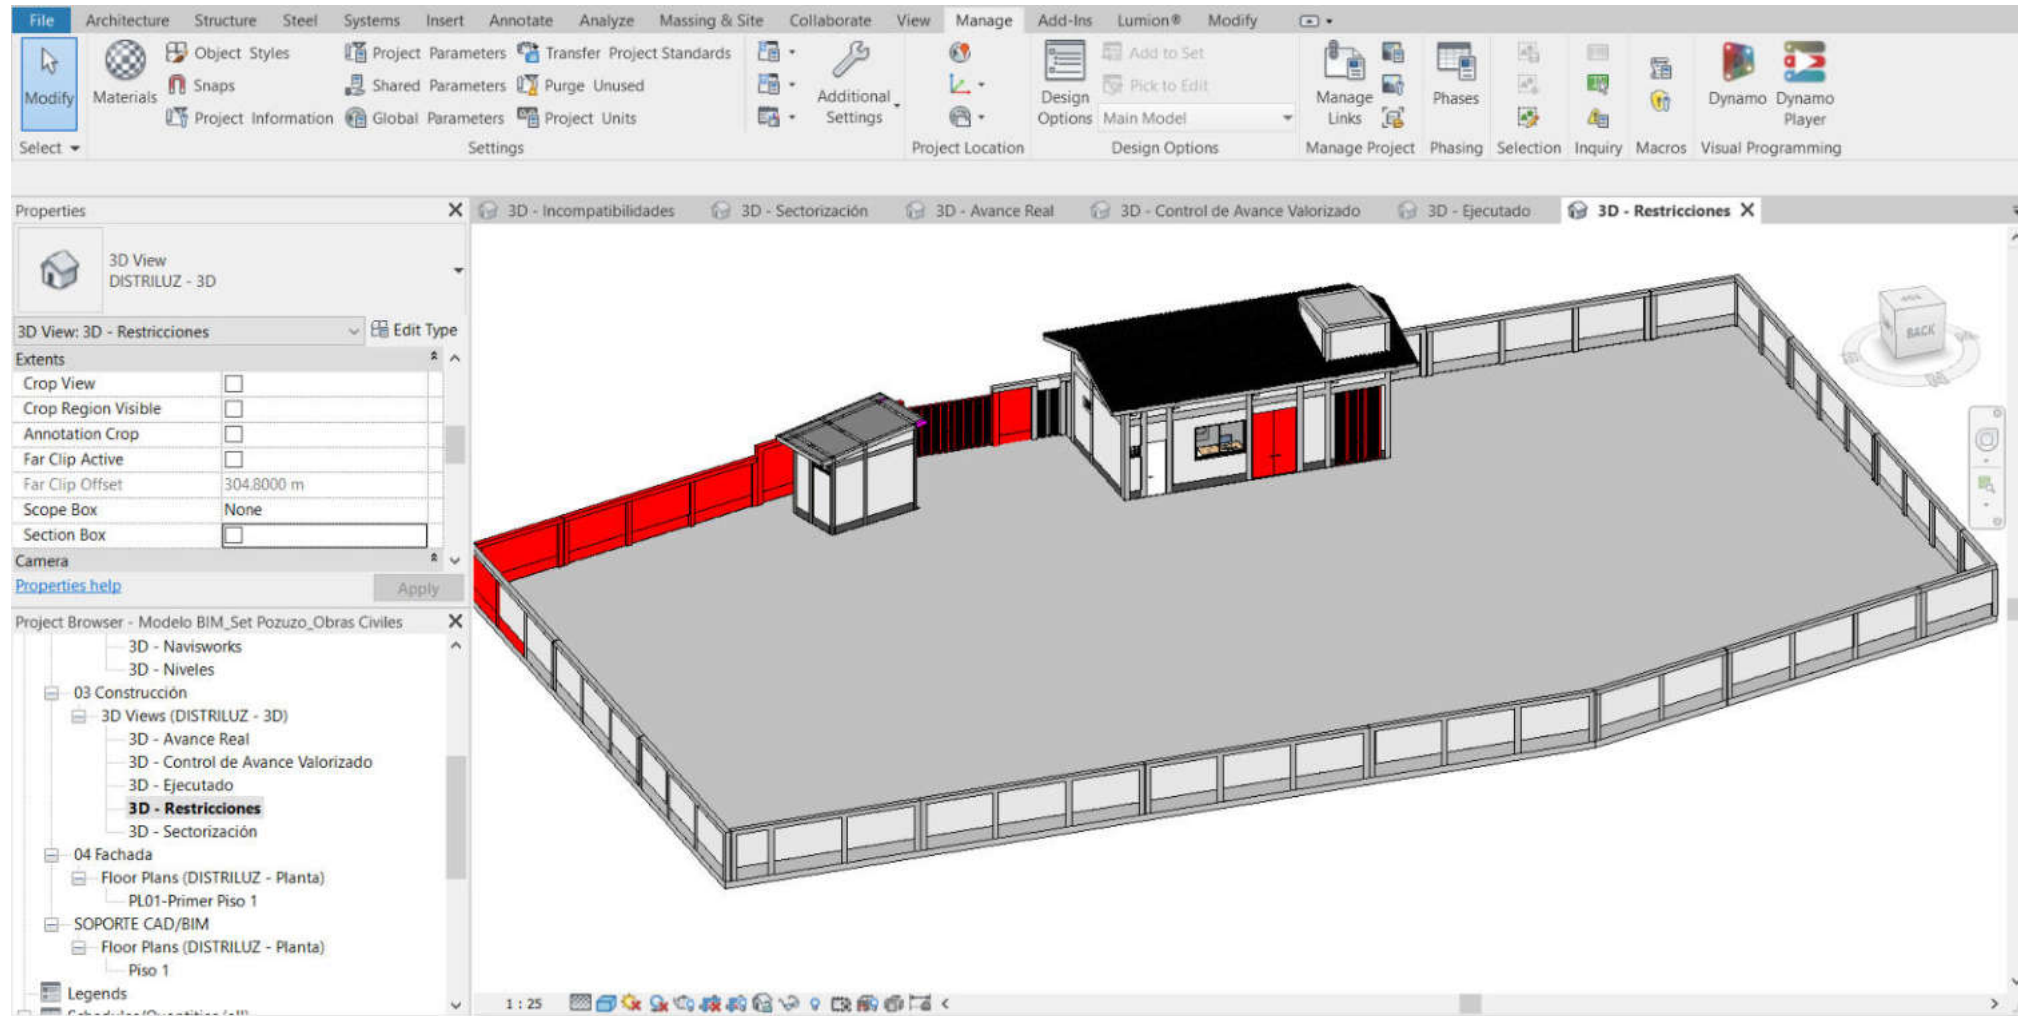 File Architecture Structure Steel Systems Insert Annotate Analyze Massing & Site Collaborate View Manage Add-Ins Lumion® Modify
Modify
Materials
Object Styles
Snaps
Project Information
Project Parameters
Shared Parameters
Global Parameters
Transfer Project Standards
Purge Unused
Project Units
Additional
Settings
Design
Options
Add to Set
Pick to Edit
Main Model
Manage
Links
Phases
Dynamo
Dynamo
Player
Select Settings Project Location Design Options Manage Project Phasing Selection Inquiry Macros Visual Programming
Properties
3D - Incompatibilidades 3D - Sectorización 3D - Avance Real 3D - Control de Avance Valorizado 3D - Ejecutado 3D - Restricciones
3D View
DISTRILUZ - 3D
3D View: 3D - Restricciones Edit Type
Extents
Crop View
Crop Region Visible
Annotation Crop
Far Clip Active
Far Clip Offset 304.8000 m
Scope Box None
Section Box
Camera
Properties help Apply
Project Browser - Modelo BIM_Set Pozuzo_Obras Civiles
3D - Navisworks
3D - Niveles
03 Construcción
3D Views (DISTRILUZ - 3D)
3D - Avance Real
3D - Control de Avance Valorizado
3D - Ejecutado
3D - Restricciones
3D - Sectorización
04 Fachada
Floor Plans (DISTRILUZ - Planta)
PL01-Primer Piso 1
SOPORTE CAD/BIM
Floor Plans (DISTRILUZ - Planta)
Piso 1
Legends
BACK
1 : 25